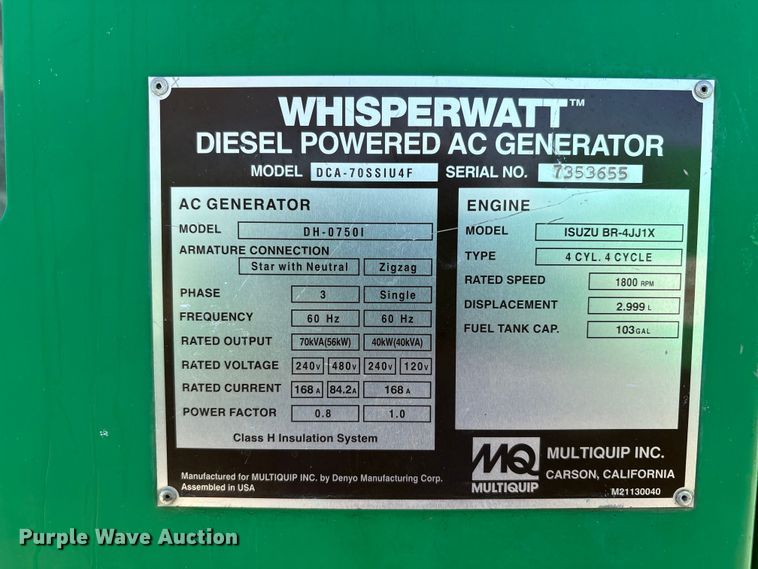 WHISPERWATT™
DIESEL POWERED AC GENERATOR
MODEL DCA-70SSIU4F SERIAL NO. 7353655
AC GENERATOR
MODEL DH-0750I
ARMATURE CONNECTION
Star with Neutral Zigzag
PHASE 3 Single
FREQUENCY 60 Hz 60 Hz
RATED OUTPUT 70kVA(56kW) 40kW(40kVA)
RATED VOLTAGE 240V 480V 240V 120V
RATED CURRENT 168 A 84.2A 168 A
POWER FACTOR 0.8 1.0
Class H Insulation System
ENGINE
MODEL ISUZU BR-4JJ1X
TYPE 4 CYL. 4 CYCLE
RATED SPEED 1800 RPM
DISPLACEMENT 2.999 L
FUEL TANK CAP. 103 GAL
Manufactured for MULTIQUIP INC. by Denyo Manufacturing Corp.
Assembled in USA
MQ
MULTIQUIP
MULTIQUIP INC.
CARSON, CALIFORNIA
M21130040
Purple Wave Auction